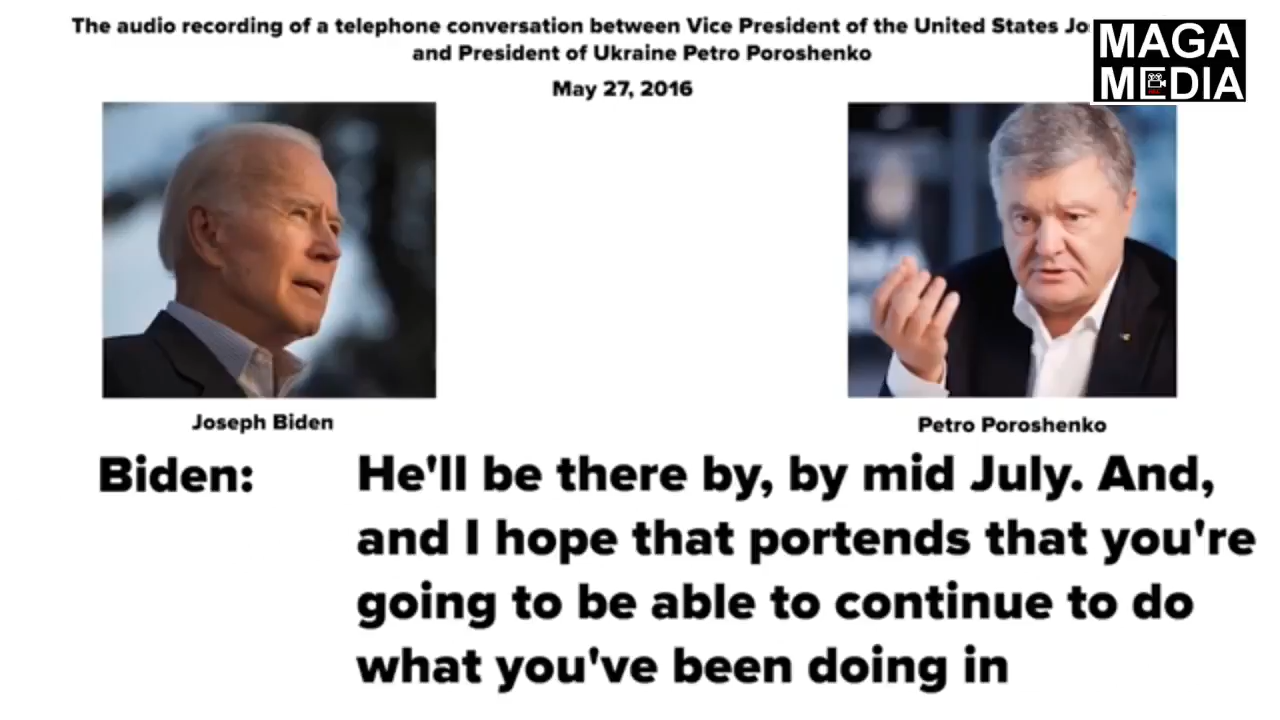 The audio recording of a telephone conversation between Vice President of the United States
and President of Ukraine Petro Poroshenko
May 27, 2016
MAGA
MEDIA
Joseph Biden
Petro Poroshenko
Biden: He'll be there by, by mid July. And,
and I hope that portends that you're
going to be able to continue to do
what you've been doing in